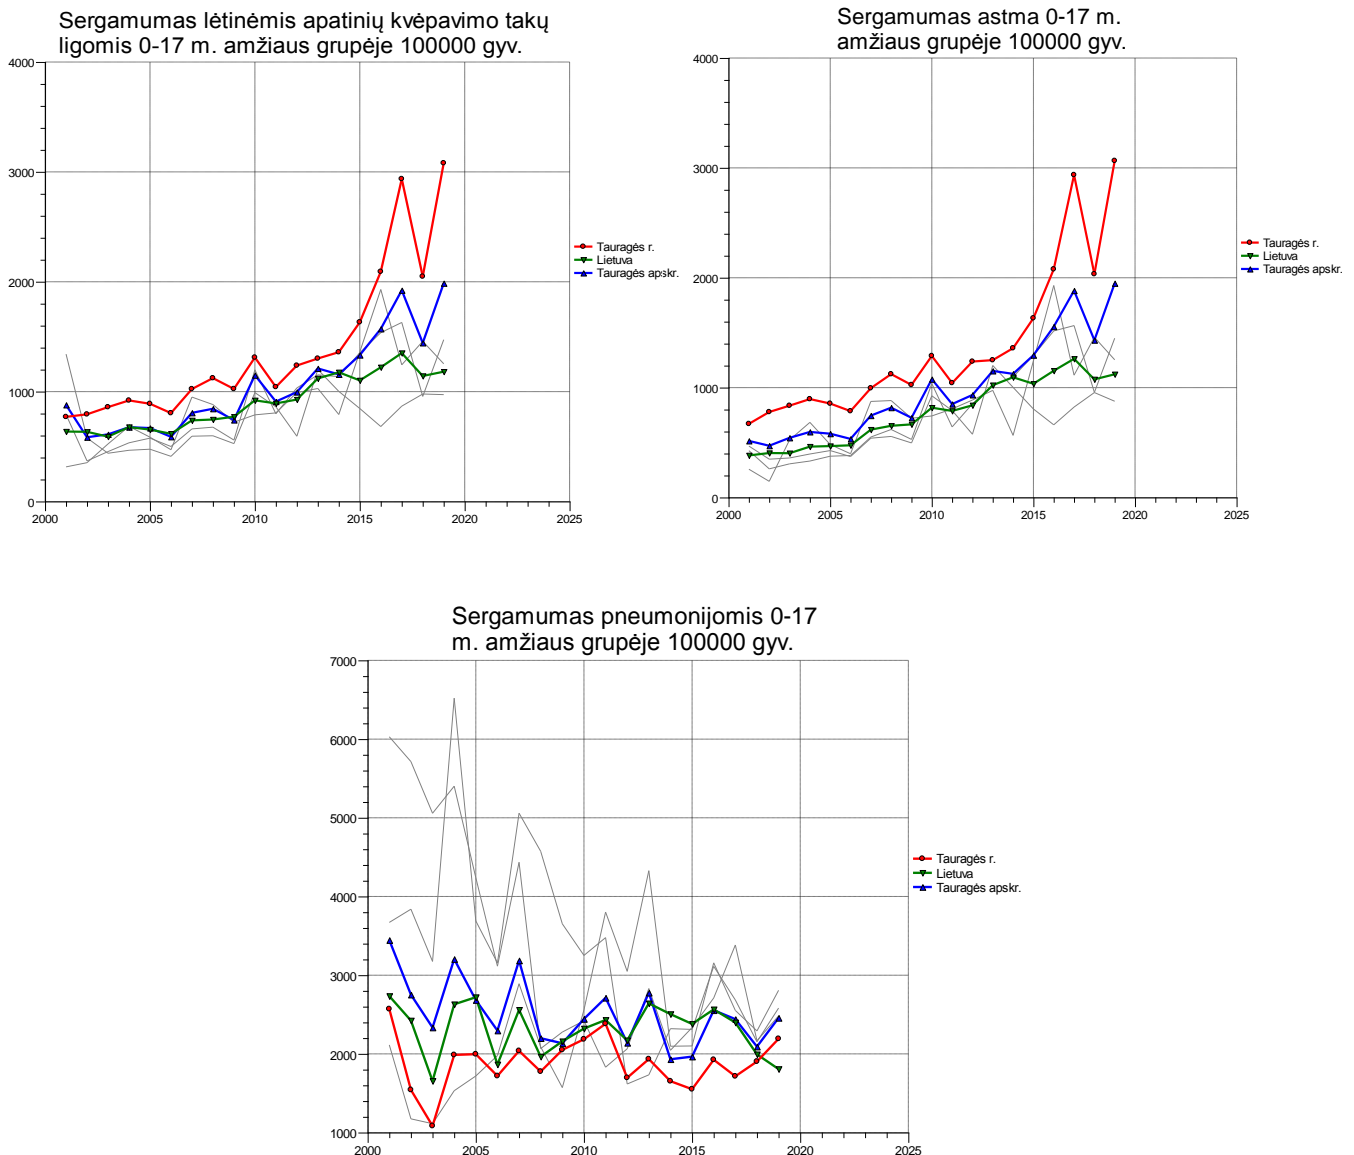 Sergamumas lėtinėmis apatinių kvėpavimo takų
ligomis 0-17 m. amžiaus grupėje 100000 gyv.
4000
3000
2000
1000
0
2000 2005 2010 2015 2020 2025
Tauragės r.
Lietuva
Tauragės apskr.
Sergamumas astma 0-17 m.
amžiaus grupėje 100000 gyv.
4000
3000
2000
1000
0
2000 2005 2010 2015 2020 2025
Tauragės r.
Lietuva
Tauragės apskr.
Sergamumas pneumonijomis 0-17
m. amžiaus grupėje 100000 gyv.
7000
6000
5000
4000
3000
2000
1000
2000 2005 2010 2015 2020 2025
Tauragės r.
Lietuva
Tauragės apskr.